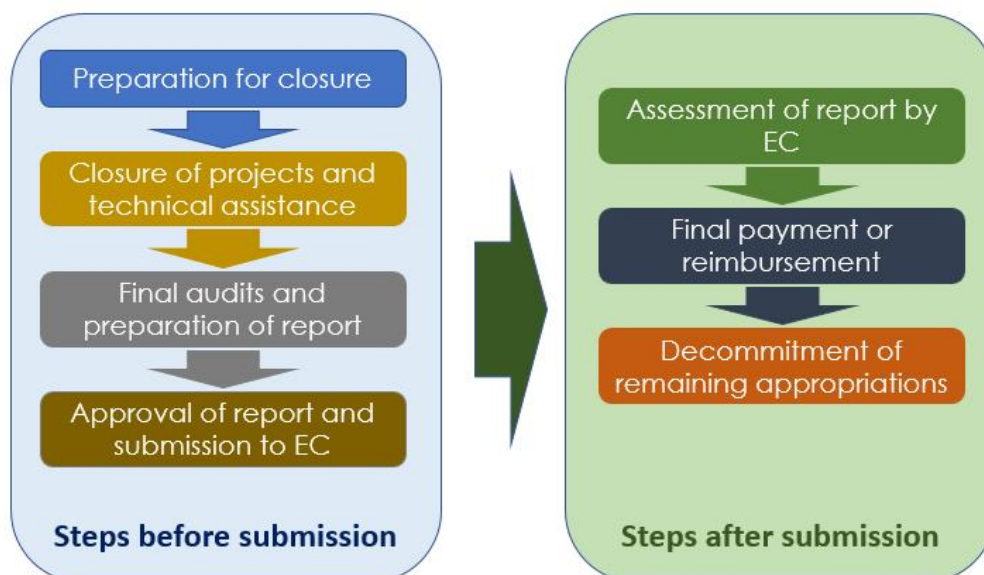 Preparation for closure
Closure of projects and
technical assistance
Final audits and
preparation of report
Approval of report and
submission to EC
Steps before submission
Assessment of report by
EC
Final payment or
reimbursement
Decommitment of
remaining appropriations
Steps after submission